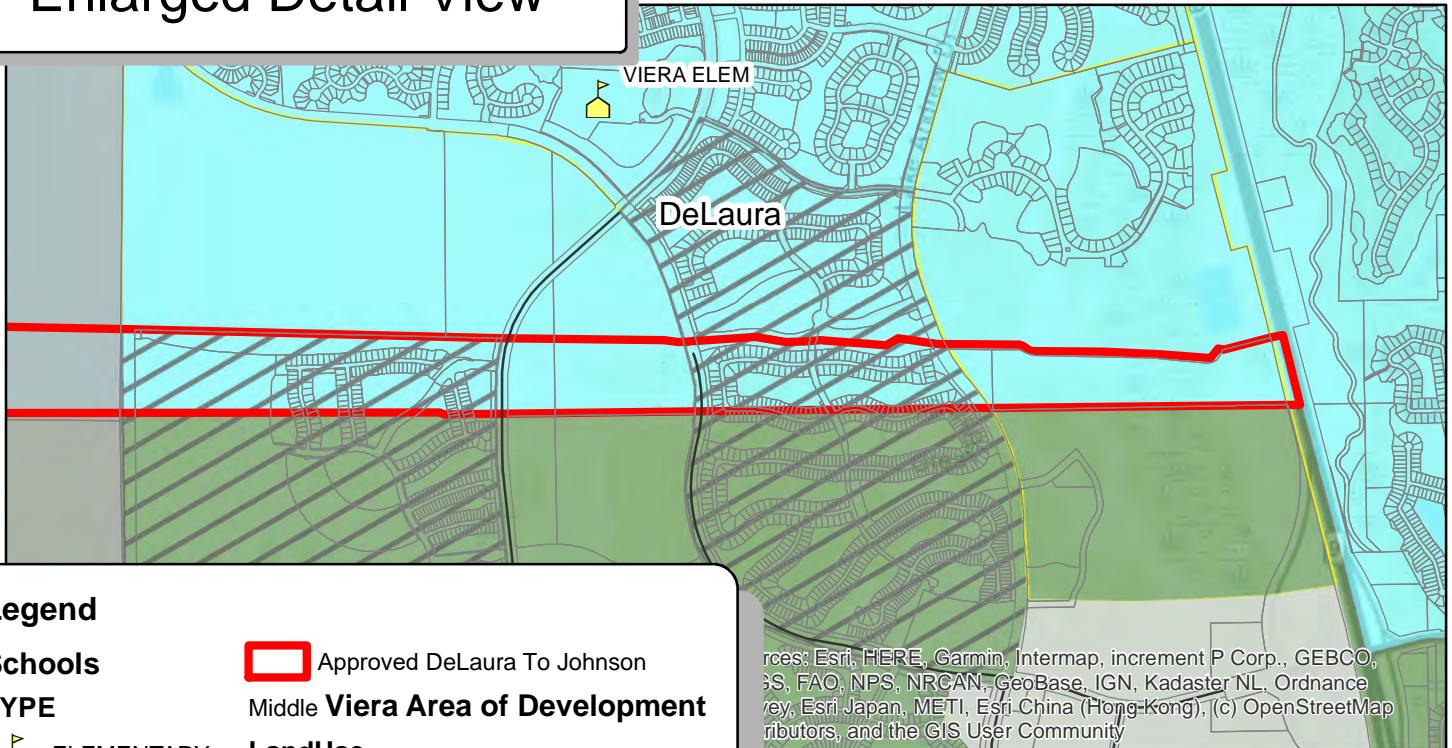 Enlarged Detail View
VIERA ELEM
DeLaura
Legend
Schools
Approved DeLaura To Johnson
TYPE
Middle Viera Area of Development
ELEMENTARY
LandUse
rces: Esri, HERE, Garmin, Intermap, increment P Corp., GEBCO,
GS, FAO, NPS, NRCAN, GeoBase, IGN, Kadaster NL, Ordnance
vey, Esri Japan, METI, Esri China (Hong Kong), (c) OpenStreetMap
ributors, and the GIS User Community